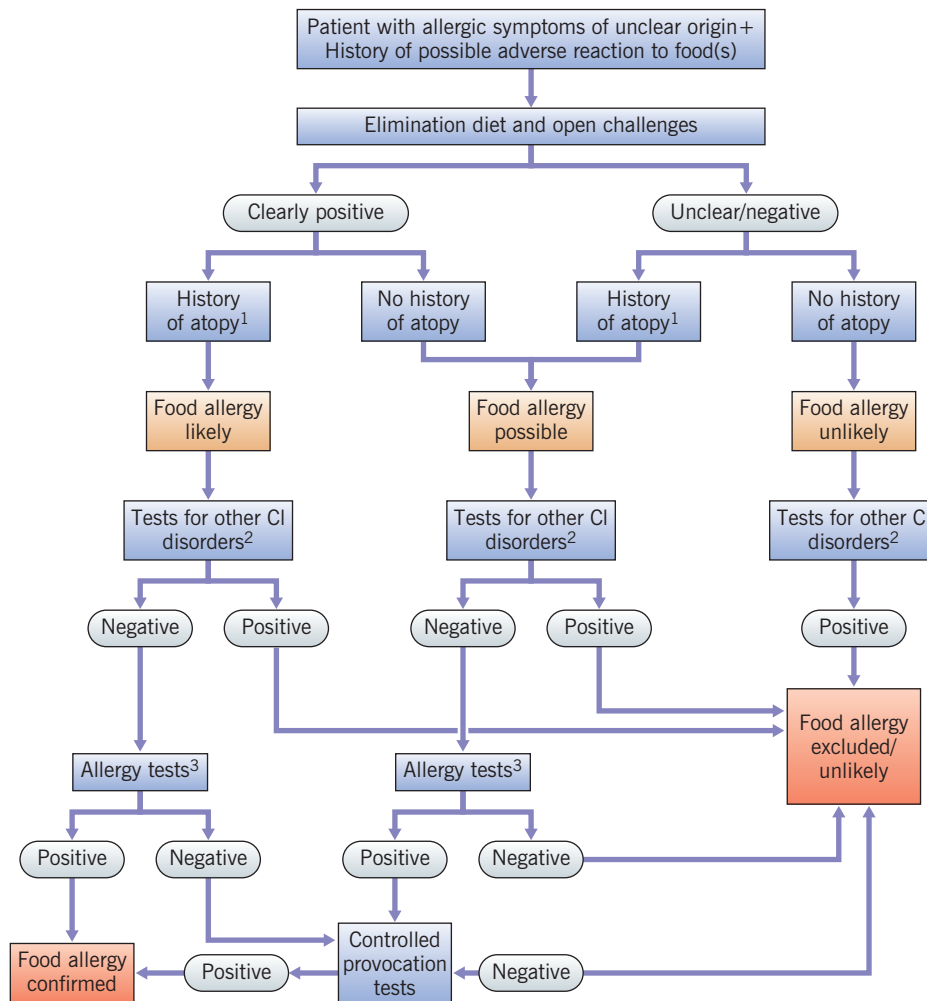 Patient with allergic symptoms of unclear origin+
History of possible adverse reaction to food(s)
Elimination diet and open challenges
Clearly positive
Unclear/negative
History
of atopy1
No history
of atopy
History
of atopy1
No history
of atopy
Food allergy
likely
Food allergy
possible
Food allergy
unlikely
Tests for other CI
disorders2
Tests for other CI
disorders2
Tests for other C
disorders2
Negative
Positive
Negative
Positive
Positive
Food allergy
excluded/
unlikely
Allergy tests3
Allergy tests3
Positive
Negative
Positive
Negative
Food allergy
confirmed
Positive
Controlled
provocation
tests
Negative